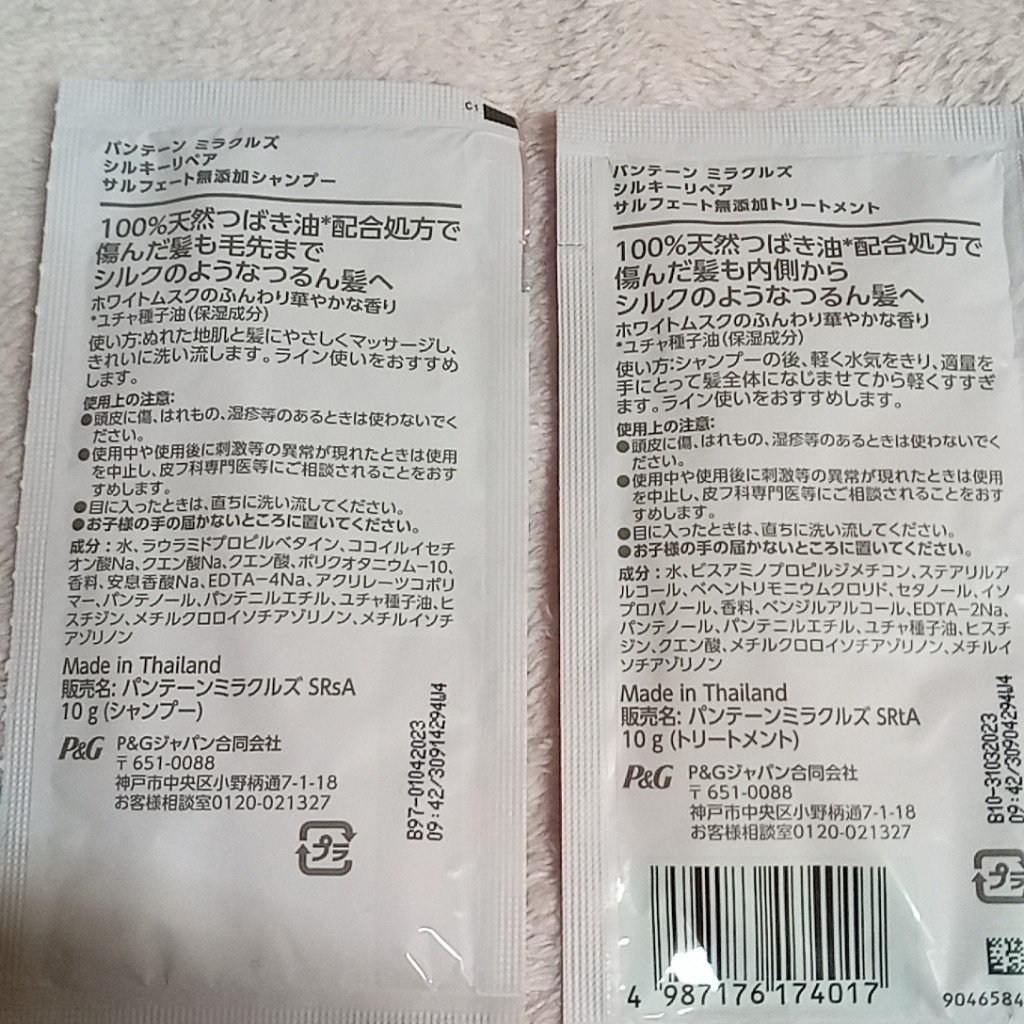 C1
パンテーン ミラクルズ
シルキーリペア
サルフェート無添加シャンプー
100%天然つばき油*配合処方で
傷んだ髪も毛先まで
シルクのようなつるん髪へ
ホワイトムスクのふんわり華やかな香り
*ユチャ種子油(保湿成分)
使い方:ぬれた地肌と髪にやさしくマッサージし、
きれいに洗い流します。ライン使いをおすすめ
します。
使用上の注意:
●頭皮に傷、はれもの、湿疹等のあるときは使わないでく
ださい。
●使用中や使用後に刺激等の異常が現れたときは使用
を中止し、皮フ科専門医等にご相談されることをおす
すめします。
●目に入ったときは、直ちに洗い流してください。
●お子様の手の届かないところに置いてください。
成分:水、ラウラミドプロピルベタイン、ココイルイセチ
オン酸Na、クエン酸Na、クエン酸、ポリクオタニウム-10、
香料、安息香酸Na、EDTA-4Na、アクリレーツコポリ
マー、パンテノール、パンテニルエチル、ユチャ種子油、ヒ
スチジン、メチルクロロイソチアゾリノン、メチルイソチ
アゾリノン
Made in Thailand
販売名: パンテーンミラクルズ SRsA
10 g (シャンプー)
P&G P&Gジャパン合同会社
〒651-0088
神戸市中央区小野柄通7-1-18
お客様相談室0120-021327
B97-01042023
09:42/30914294U4
プラ
パンテーン ミラクルズ
シルキーリペア
サルフェート無添加トリートメント
100%天然つばき油*配合処方で
傷んだ髪も内側から
シルクのようなつるん髪へ
ホワイトムスクのふんわり華やかな香り
*ユチャ種子油(保湿成分)
使い方:シャンプーの後、軽く水気をきり、適量を
手にとって髪全体になじませてから軽くすすぎ
ます。ライン使いをおすすめします。
使用上の注意:
●頭皮に傷、はれもの、湿疹等のあるときは使わないでく
ださい。
●使用中や使用後に刺激等の異常が現れたときは使用
を中止し、皮フ科専門医等にご相談されることをおす
すめします。
●目に入ったときは、直ちに洗い流してください。
●お子様の手の届かないところに置いてください。
成分:水、ビスアミノプロピルジメチコン、ステアリルア
ルコール、ベヘントリモニウムクロリド、セタノール、イソ
プロパノール、香料、ベンジルアルコール、EDTA-2Na、
パンテノール、パンテニルエチル、ユチャ種子油、ヒスチ
ジン、クエン酸、メチルクロロイソチアゾリノン、メチルイ
ソチアゾリノン
Made in Thailand
販売名: パンテーンミラクルズ SRtA
10 g (トリートメント)
P&G P&Gジャパン合同会社
〒651-0088
神戸市中央区小野柄通7-1-18
お客様相談室0120-021327
B10-31032023
09:42/30904294U4
プラ
4 987176 174017
9046584